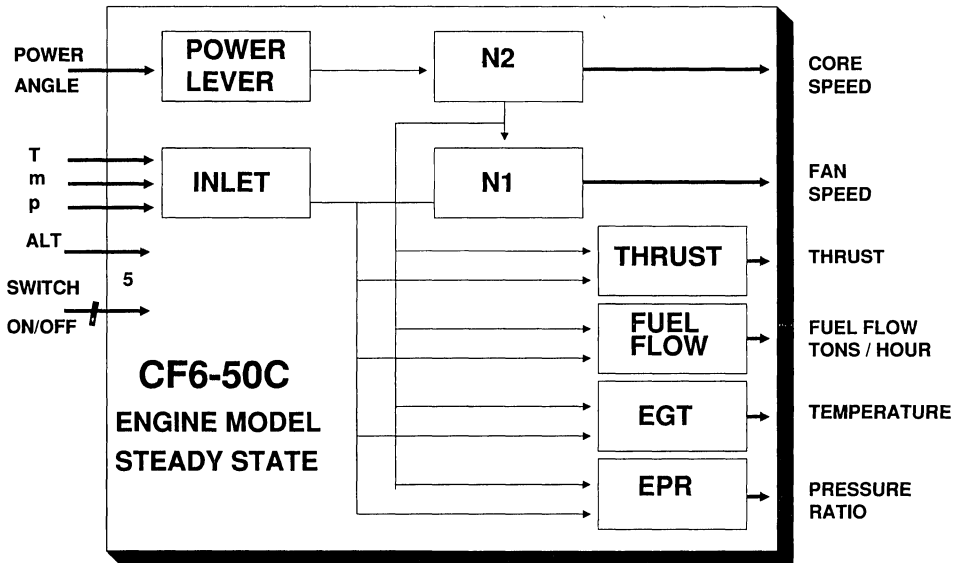 POWER
ANGLE
POWER
LEVER
N2
CORE
SPEED
T
m
p
INLET
N1
FAN
SPEED
ALT
THRUST
THRUST
5
SWITCH
ON/OFF
FUEL
FLOW
FUEL FLOW
TONS / HOUR
CF6-50C
ENGINE MODEL
STEADY STATE
EGT
TEMPERATURE
EPR
PRESSURE
RATIO